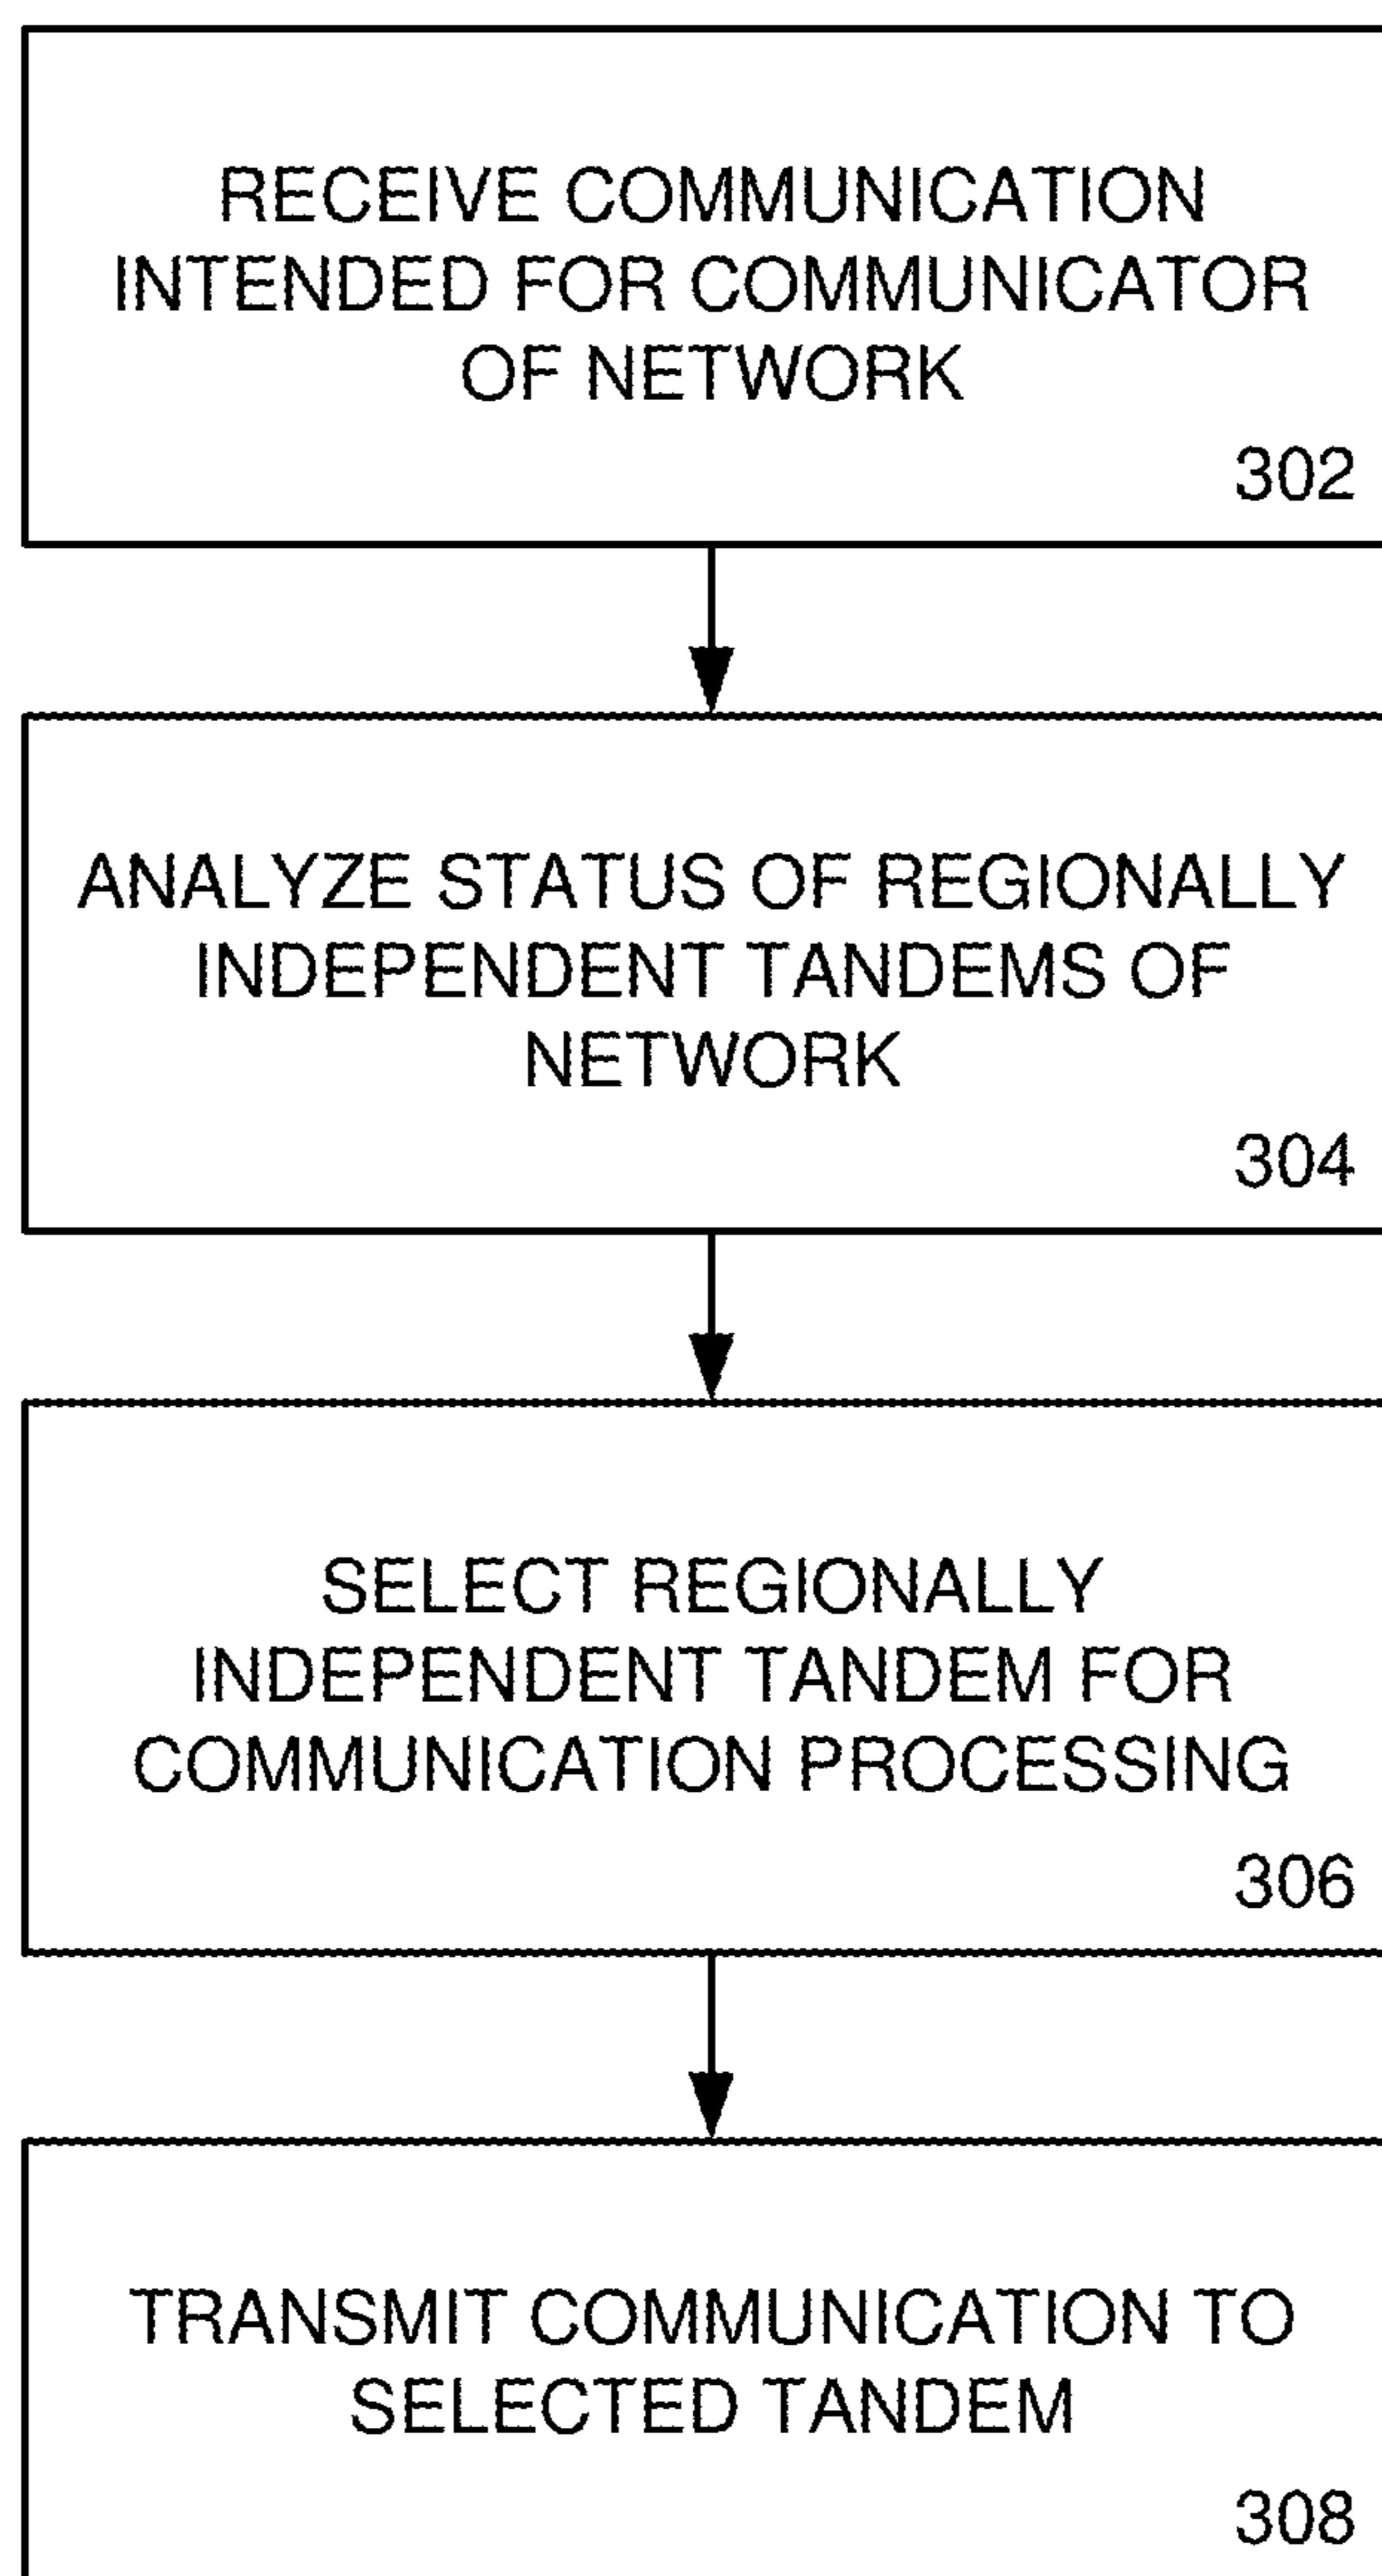 RECEIVE COMMUNICATION
INTENDED FOR COMMUNICATOR
OF NETWORK
302
ANALYZE STATUS OF REGIONALLY
INDEPENDENT TANDEMS OF
NETWORK
304
SELECT REGIONALLY
INDEPENDENT TANDEM FOR
COMMUNICATION PROCESSING
306
TRANSMIT COMMUNICATION TO
SELECTED TANDEM
308